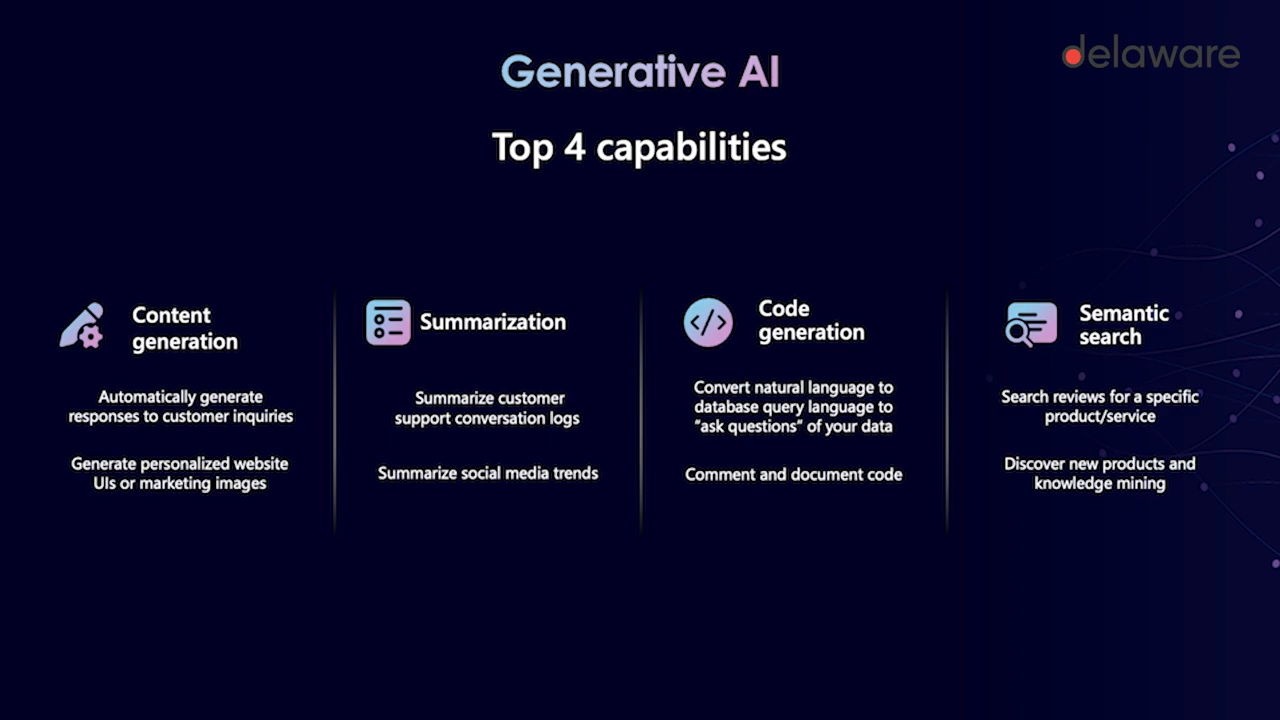 delaware
Generative AI
Top 4 capabilities
Content
generation
Automatically generate
responses to customer inquiries
Generate personalized website
UIs or marketing images
Summarization
Summarize customer
support conversation logs
Summarize social media trends
Code
generation
Convert natural language to
database query language to
"ask questions" of your data
Comment and document code
Semantic
search
Search reviews for a specific
product/service
Discover new products and
knowledge mining